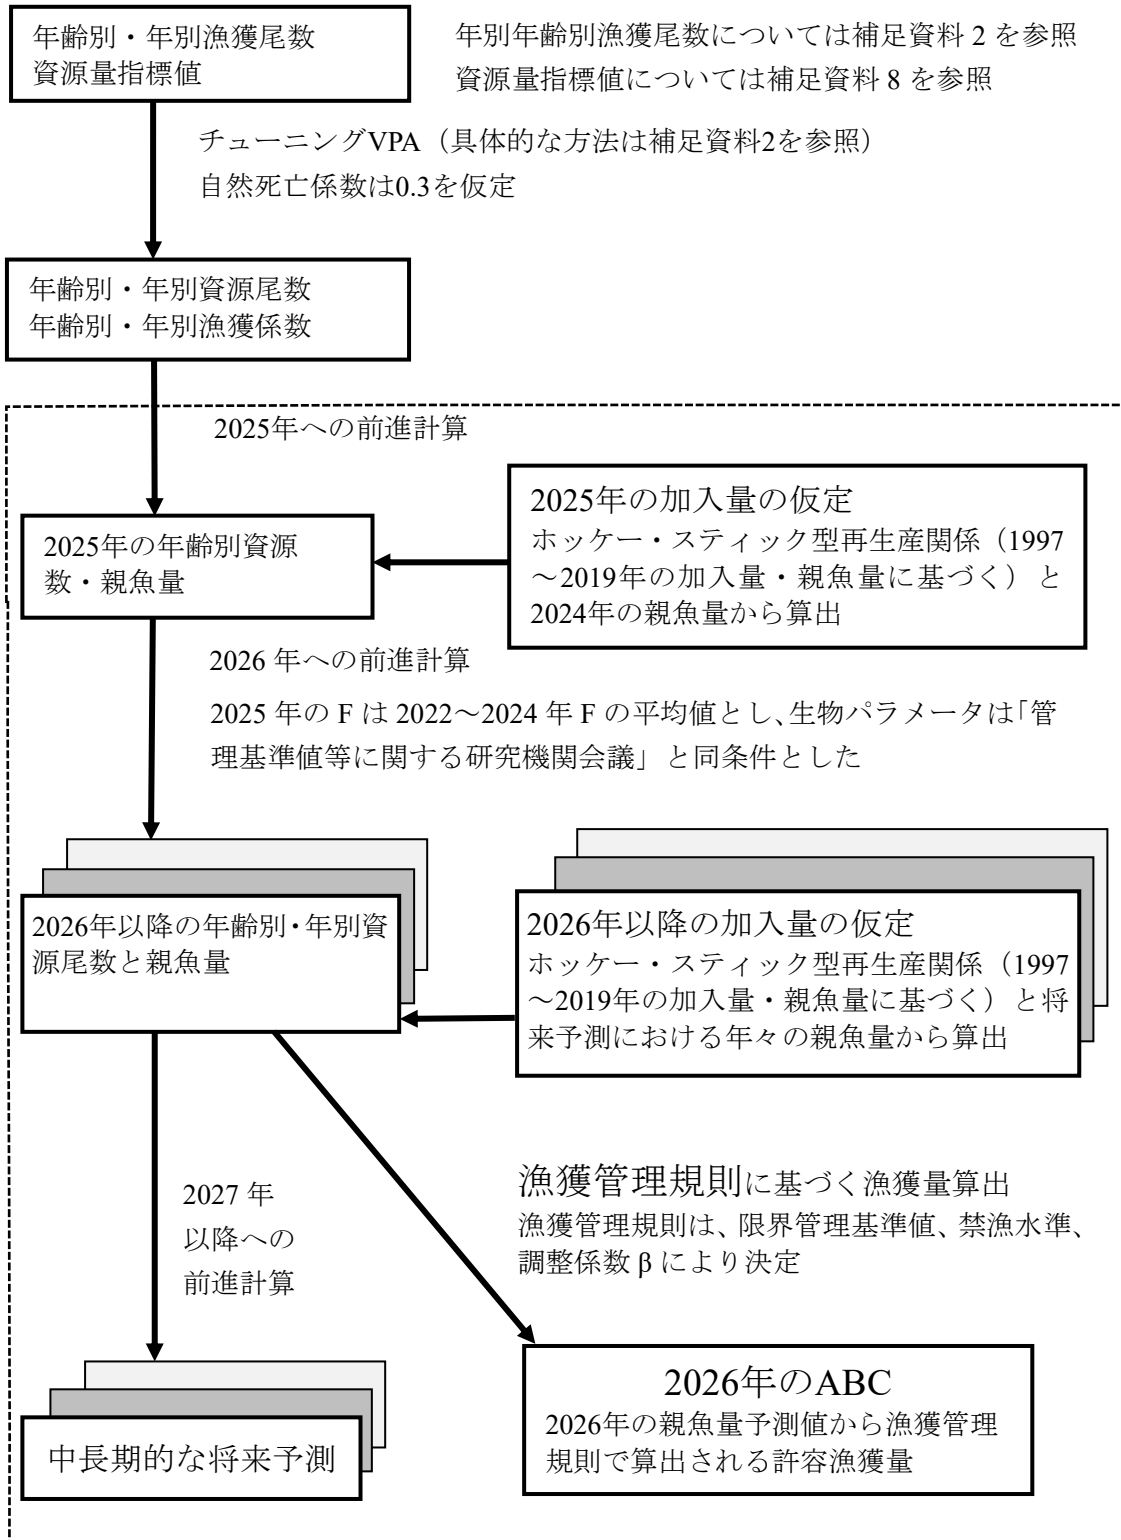 年齢別・年別漁獲尾数
資源量指標値
年別年齢別漁獲尾数については補足資料 2 を参照
資源量指標値については補足資料 8 を参照
チューニングVPA（具体的な方法は補足資料2を参照）
自然死亡係数は0.3を仮定
年齢別・年別資源尾数
年齢別・年別漁獲係数
2025年への前進計算
2025年の年齢別資源
数・親魚量
2025年の加入量の仮定
ホッケー・スティック型再生産関係（1997
～2019年の加入量・親魚量に基づく）と
2024年の親魚量から算出
2026 年への前進計算
2025 年の F は 2022～2024 年 F の平均値とし、生物パラメータは「管
理基準値等に関する研究機関会議」と同条件とした
2026年以降の年齢別・年別資
源尾数と親魚量
2026年以降の加入量の仮定
ホッケー・スティック型再生産関係（1997
～2019年の加入量・親魚量に基づく）と将
来予測における年々の親魚量から算出
2027 年
以降への
前進計算
漁獲管理規則に基づく漁獲量算出
漁獲管理規則は、限界管理基準値、禁漁水準、
調整係数 β により決定
中長期的な将来予測
2026年のABC
2026年の親魚量予測値から漁獲管理
規則で算出される許容漁獲量